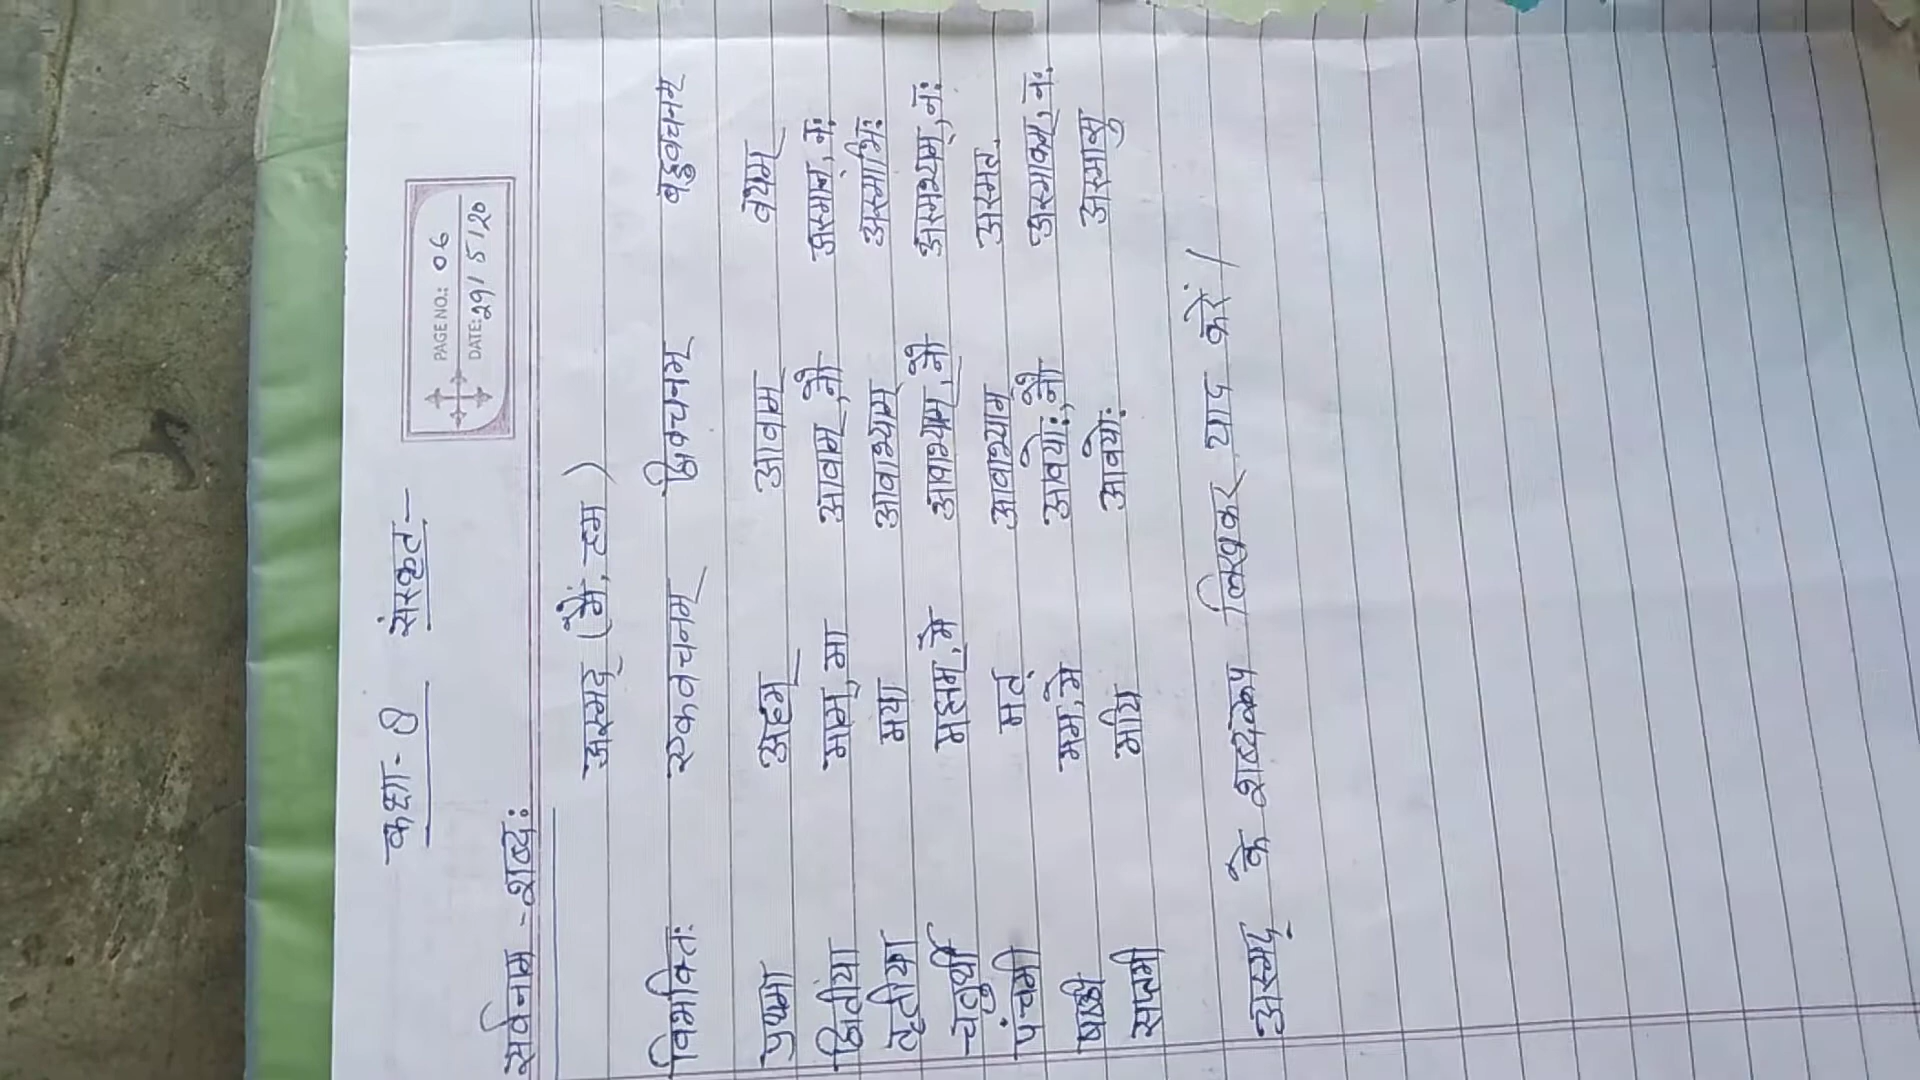 PAGE NO.: 06
DATE: 29/5/20
कक्षा- 8 संस्कृत-
सर्वनाम -शब्द:
अस्मद् (मैं, हम)
विभक्ति: एकवचनम् द्विवचनम् बहुवचनम्
प्रथमा अहम् आवाम् वयम्
द्वितीया माम्, मा आवाम्, नौ अस्मान्, न:
तृतीया मया आवाभ्याम् अस्माभि:
चतुर्थी मह्यम्, मे आवाभ्याम्, नौ अस्मभ्यम्, न:
पंचमी मत् आवाभ्याम् अस्मत्
षष्ठी मम, मे आवयो:, नौ अस्माकम्, न:
सप्तमी मयि आवयो: अस्मासु
अस्मद् के शब्दरूप लिखकर याद करें।